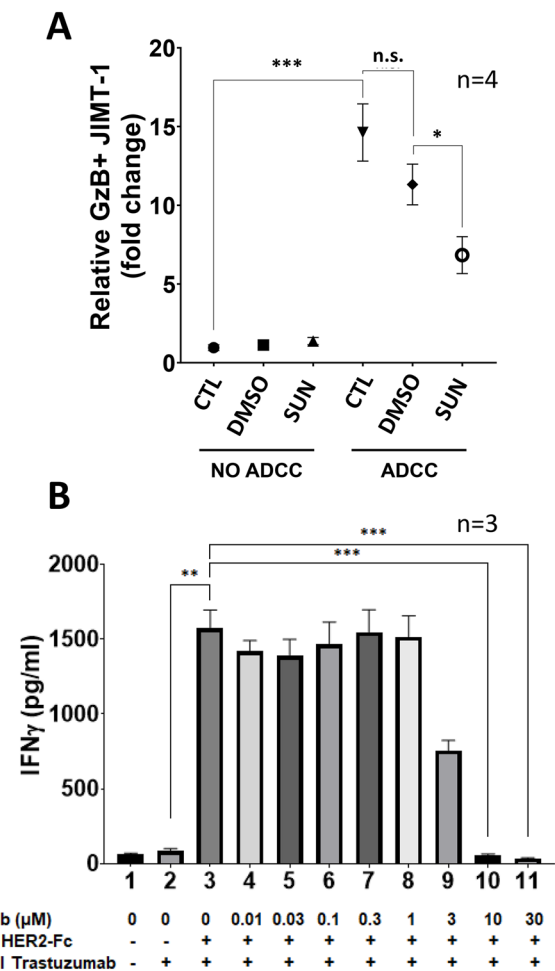 A
Relative GzB+ JIMT-1
(fold change)
20
15
10
5
0
***
n.s.
*
n=4
CTL
DMSO
SUN
CTL
DMSO
SUN
NO ADCC
ADCC
B
n=3
***
***
**
IFNγ (pg/ml)
2000
1500
1000
500
0
1 2 3 4 5 6 7 8 9 10 11
b (μM) 0 0 0 0.01 0.03 0.1 0.3 1 3 10 30
HER2-Fc - - + + + + + + + + +
l Trastuzumab - + + + + + + + + + +